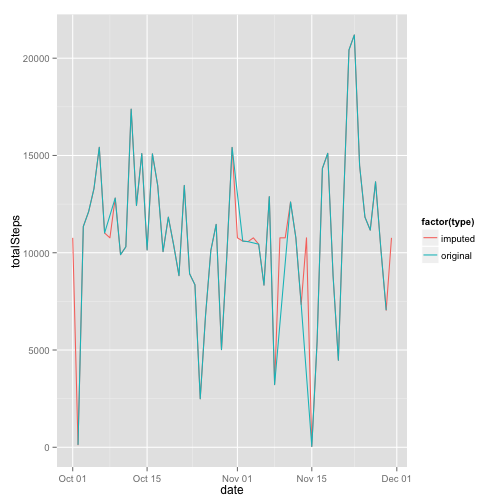 20000
15000
10000
5000
0
totalSteps
Oct 01
Oct 15
Nov 01
Nov 15
Dec 01
date
factor(type)
imputed
original